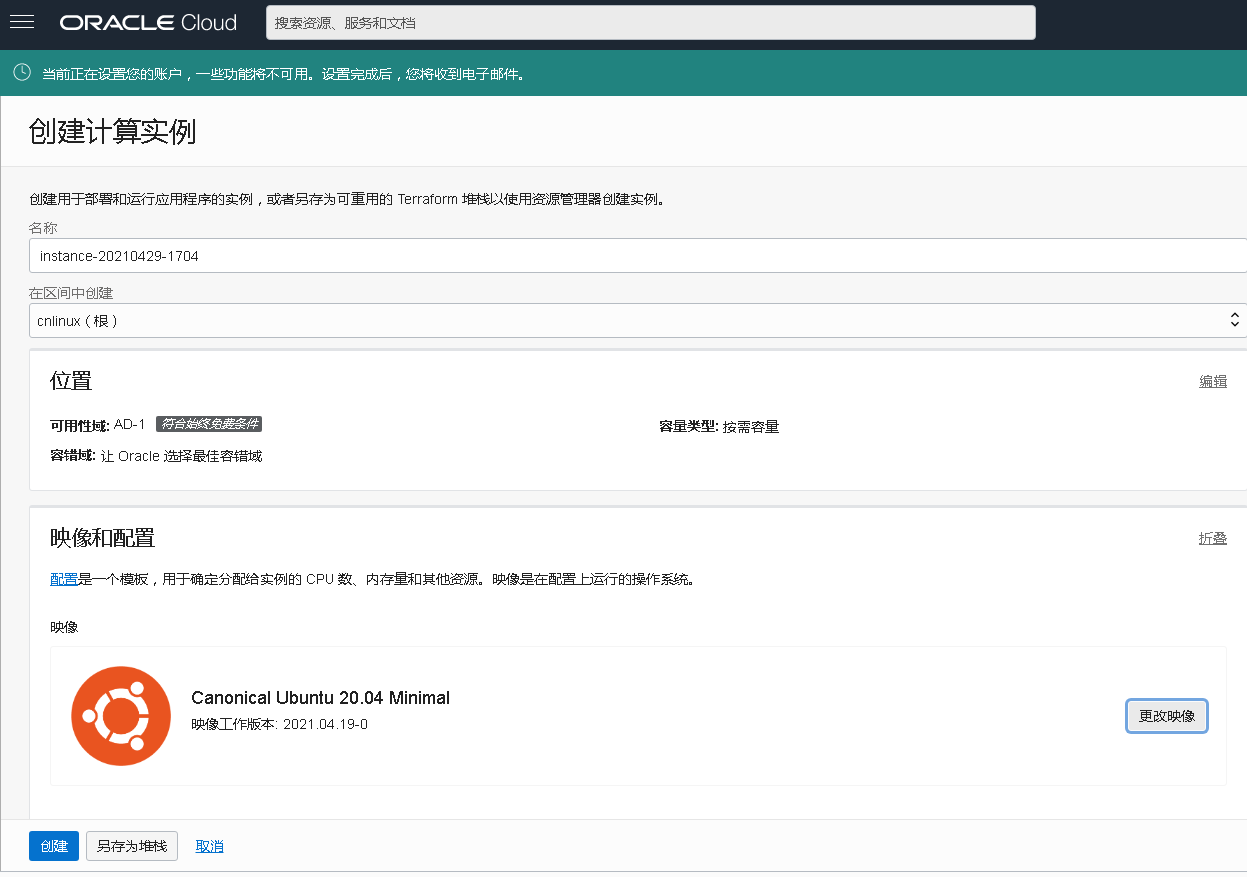 ORACLE Cloud
搜索资源、服务和文档
当前正在设置您的账户，一些功能将不可用。设置完成后，您将收到电子邮件。
创建计算实例
创建用于部署和运行应用程序的实例，或者另存为可重用的 Terraform 堆栈以使用资源管理器创建实例。
名称
instance-20210429-1704
在区间中创建
cnlinux（根）
位置
编辑
可用性域: AD-1 符合始终免费条件
容量类型: 按需容量
容错域: 让 Oracle 选择最佳容错域
映像和配置
折叠
配置是一个模板，用于确定分配给实例的 CPU 数、内存量和其他资源。映像是在配置上运行的操作系统。
映像
Canonical Ubuntu 20.04 Minimal
映像工作版本: 2021.04.19-0
更改映像
创建 另存为堆栈 取消